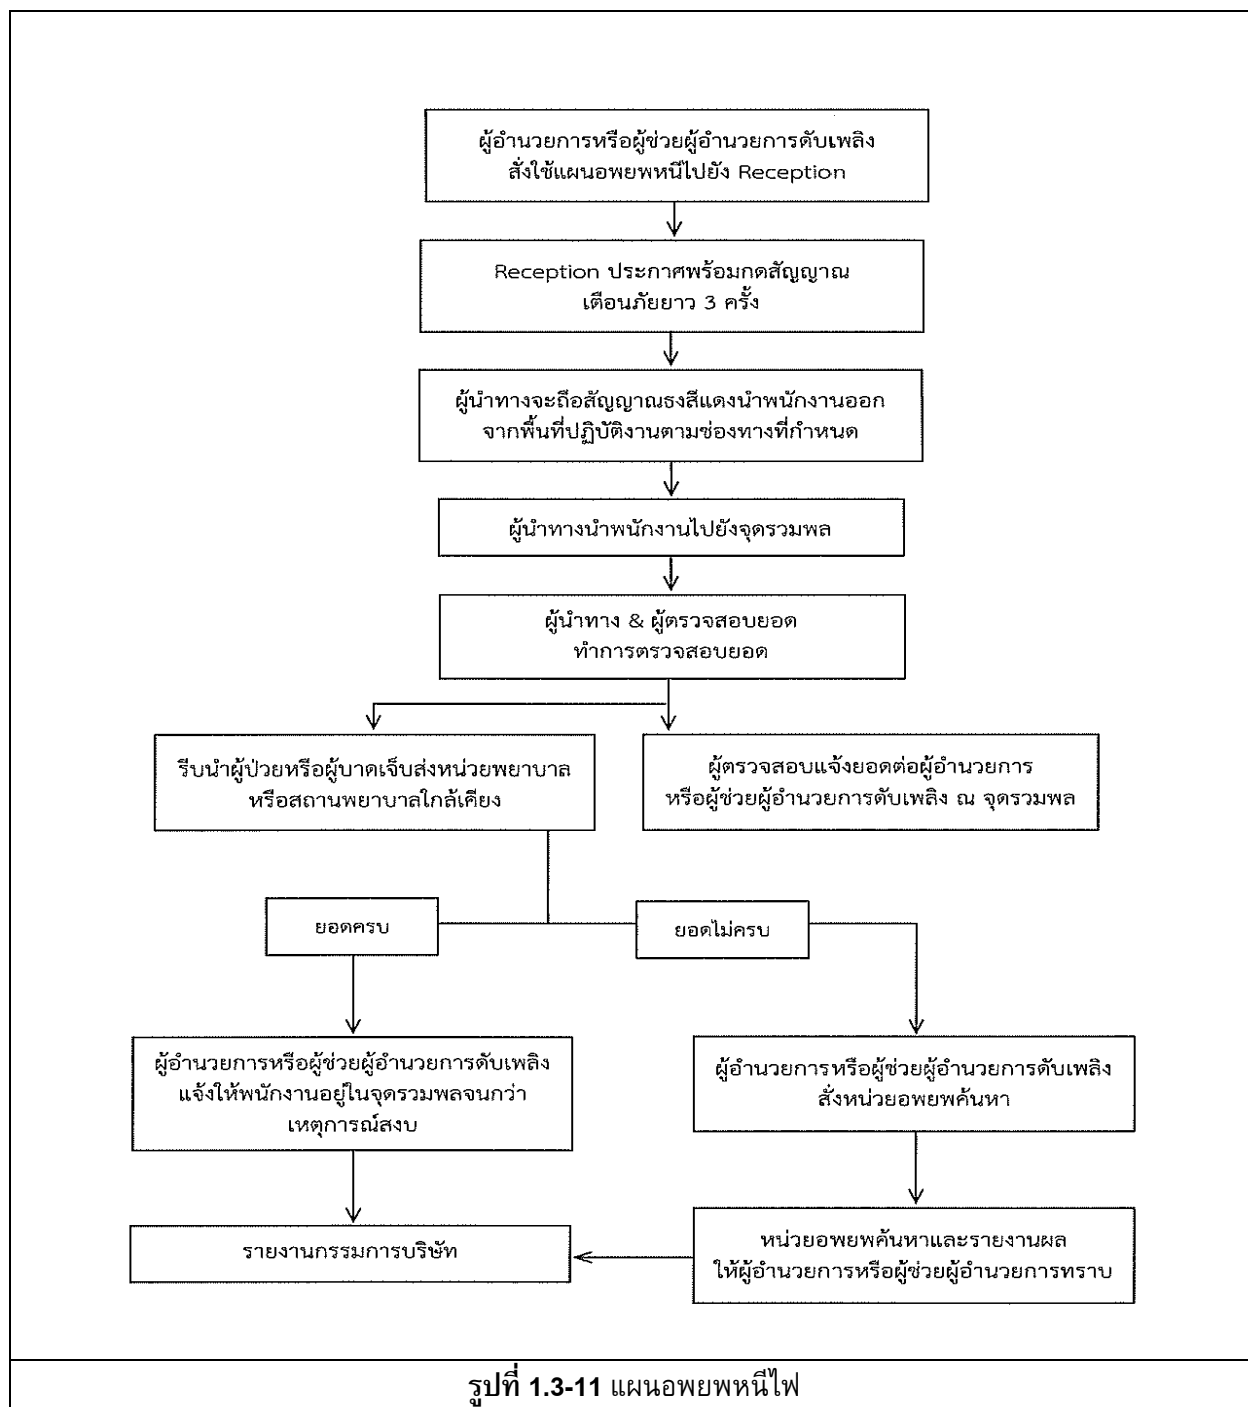 ผู้อำนวยการหรือผู้ช่วยผู้อำนวยการดับเพลิง
สั่งใช้แผนอพยพหนีไปยัง Reception
Reception ประกาศพร้อมกดสัญญาณ
เตือนภัยยาว 3 ครั้ง
ผู้นำทางจะถือสัญญาณธงสีแดงนำพนักงานออก
จากพื้นที่ปฏิบัติงานตามช่องทางที่กำหนด
ผู้นำทางนำพนักงานไปยังจุดรวมพล
ผู้นำทาง & ผู้ตรวจสอบยอด
ทำการตรวจสอบยอด
รีบนำผู้ป่วยหรือผู้บาดเจ็บส่งหน่วยพยาบาล
หรือสถานพยาบาลใกล้เคียง
ผู้ตรวจสอบแจ้งยอดต่อผู้อำนวยการ
หรือผู้ช่วยผู้อำนวยการดับเพลิง ณ จุดรวมพล
ยอดครบ
ยอดไม่ครบ
ผู้อำนวยการหรือผู้ช่วยผู้อำนวยการดับเพลิง
แจ้งให้พนักงานอยู่ในจุดรวมพลจนกว่า
เหตุการณ์สงบ
ผู้อำนวยการหรือผู้ช่วยผู้อำนวยการดับเพลิง
สั่งหน่วยอพยพค้นหา
รายงานกรรมการบริษัท
หน่วยอพยพค้นหาและรายงานผล
ให้ผู้อำนวยการหรือผู้ช่วยผู้อำนวยการทราบ
รูปที่ 1.3-11 แผนอพยพหนีไฟ